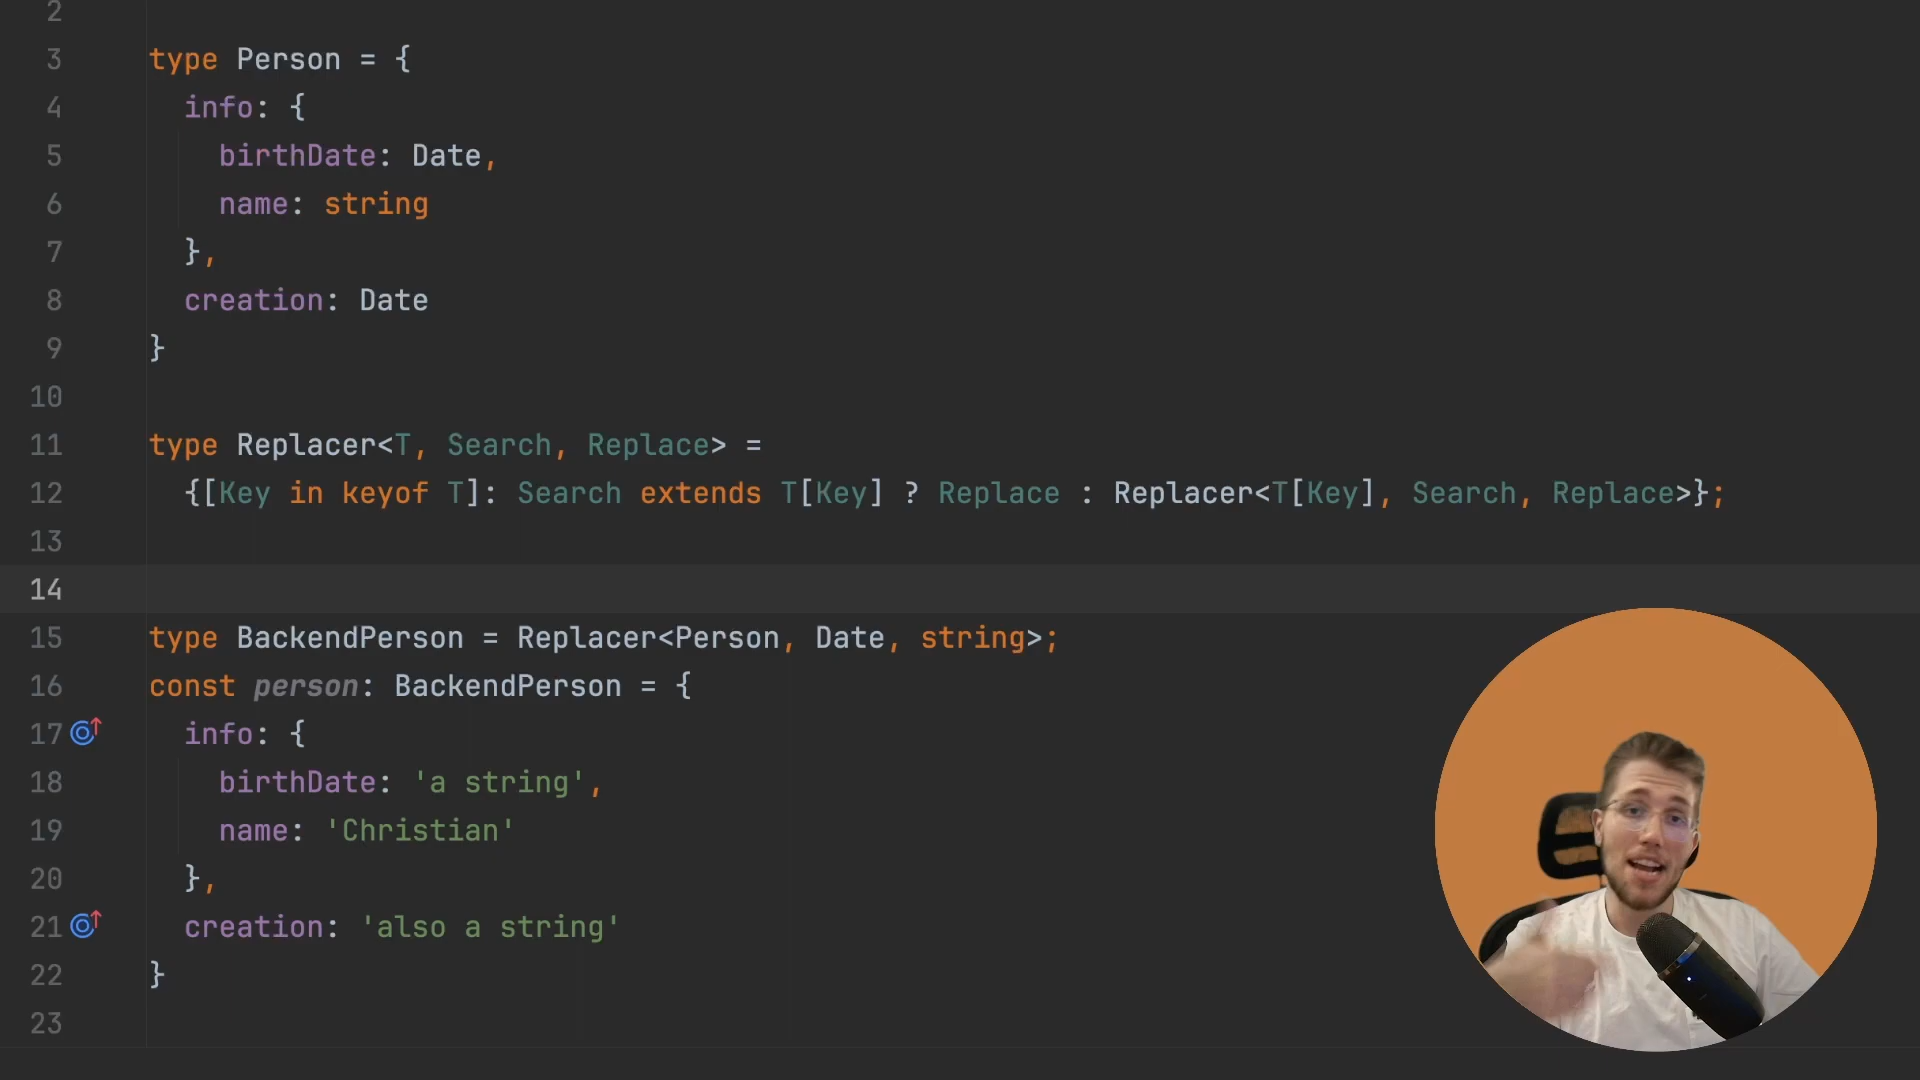 2
3 type Person = {
4   info: {
5     birthDate: Date,
6     name: string
7   },
8   creation: Date
9 }
10
11 type Replacer<T, Search, Replace> =
12   {[Key in keyof T]: Search extends T[Key] ? Replace : Replacer<T[Key], Search, Replace>};
13
14
15 type BackendPerson = Replacer<Person, Date, string>;
16 const person: BackendPerson = {
17   info: {
18     birthDate: 'a string',
19     name: 'Christian'
20   },
21   creation: 'also a string'
22 }
23